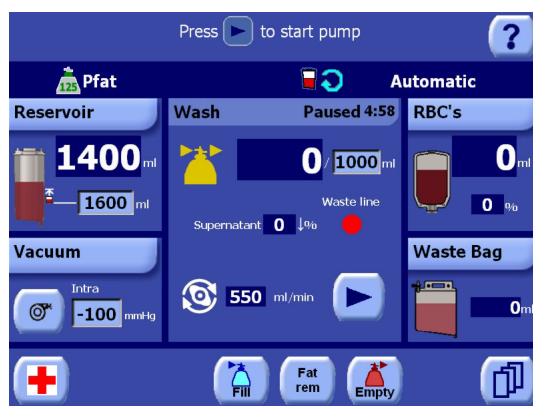 Press to start pump
?
125 Pfat
Automatic
Reservoir
1400 ml
1600 ml
Wash Paused 4:58
0 / 1000 ml
Waste line
Supernatant 0 ↓%
550 ml/min
RBC's
0 ml
0 %
Vacuum
Intra
-100 mmHg
Waste Bag
0 ml
Fill
Fat
rem
Empty